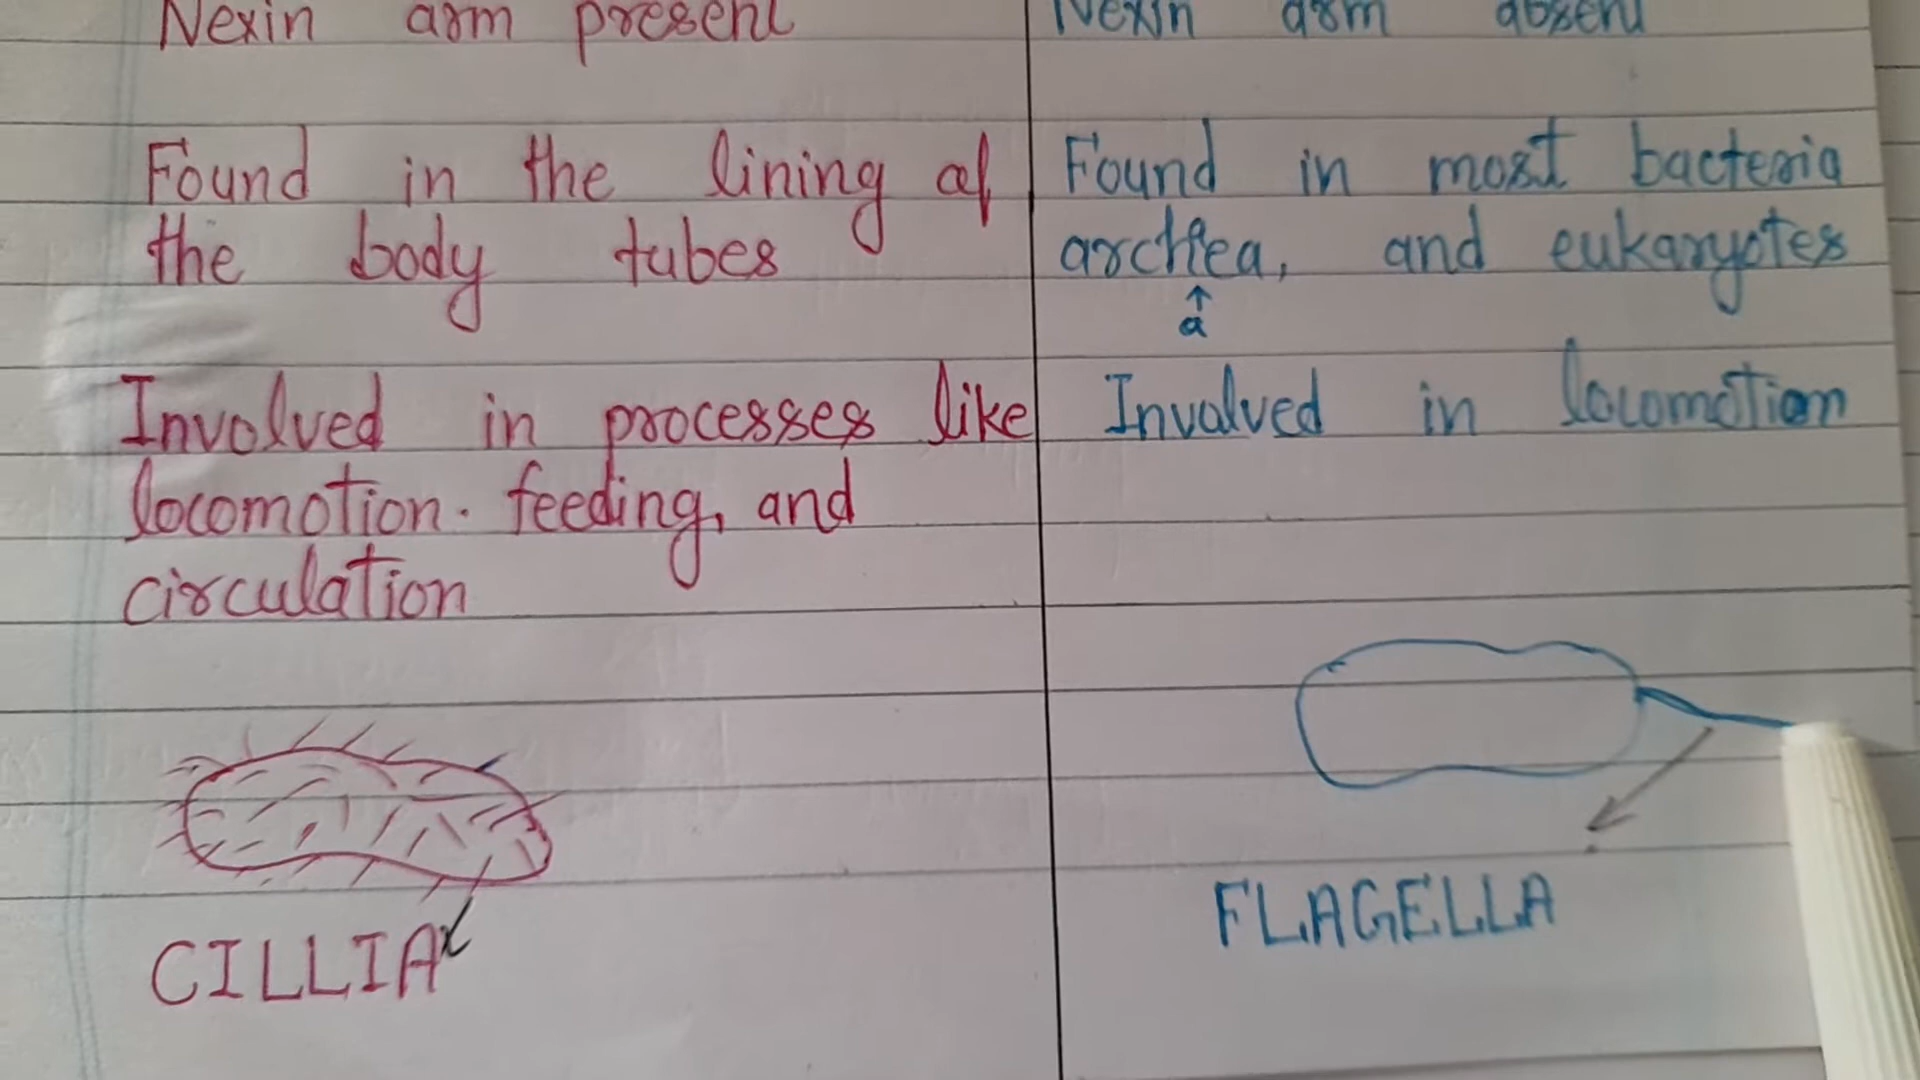 Nexin arm present
Nexin arm absent
Found in the lining of
the body tubes
Found in most bacteria
archea, and eukaryotes
a
Involved in processes like
locomotion. feeding, and
circulation
Involved in locomotion
CILLIA
FLAGELLA